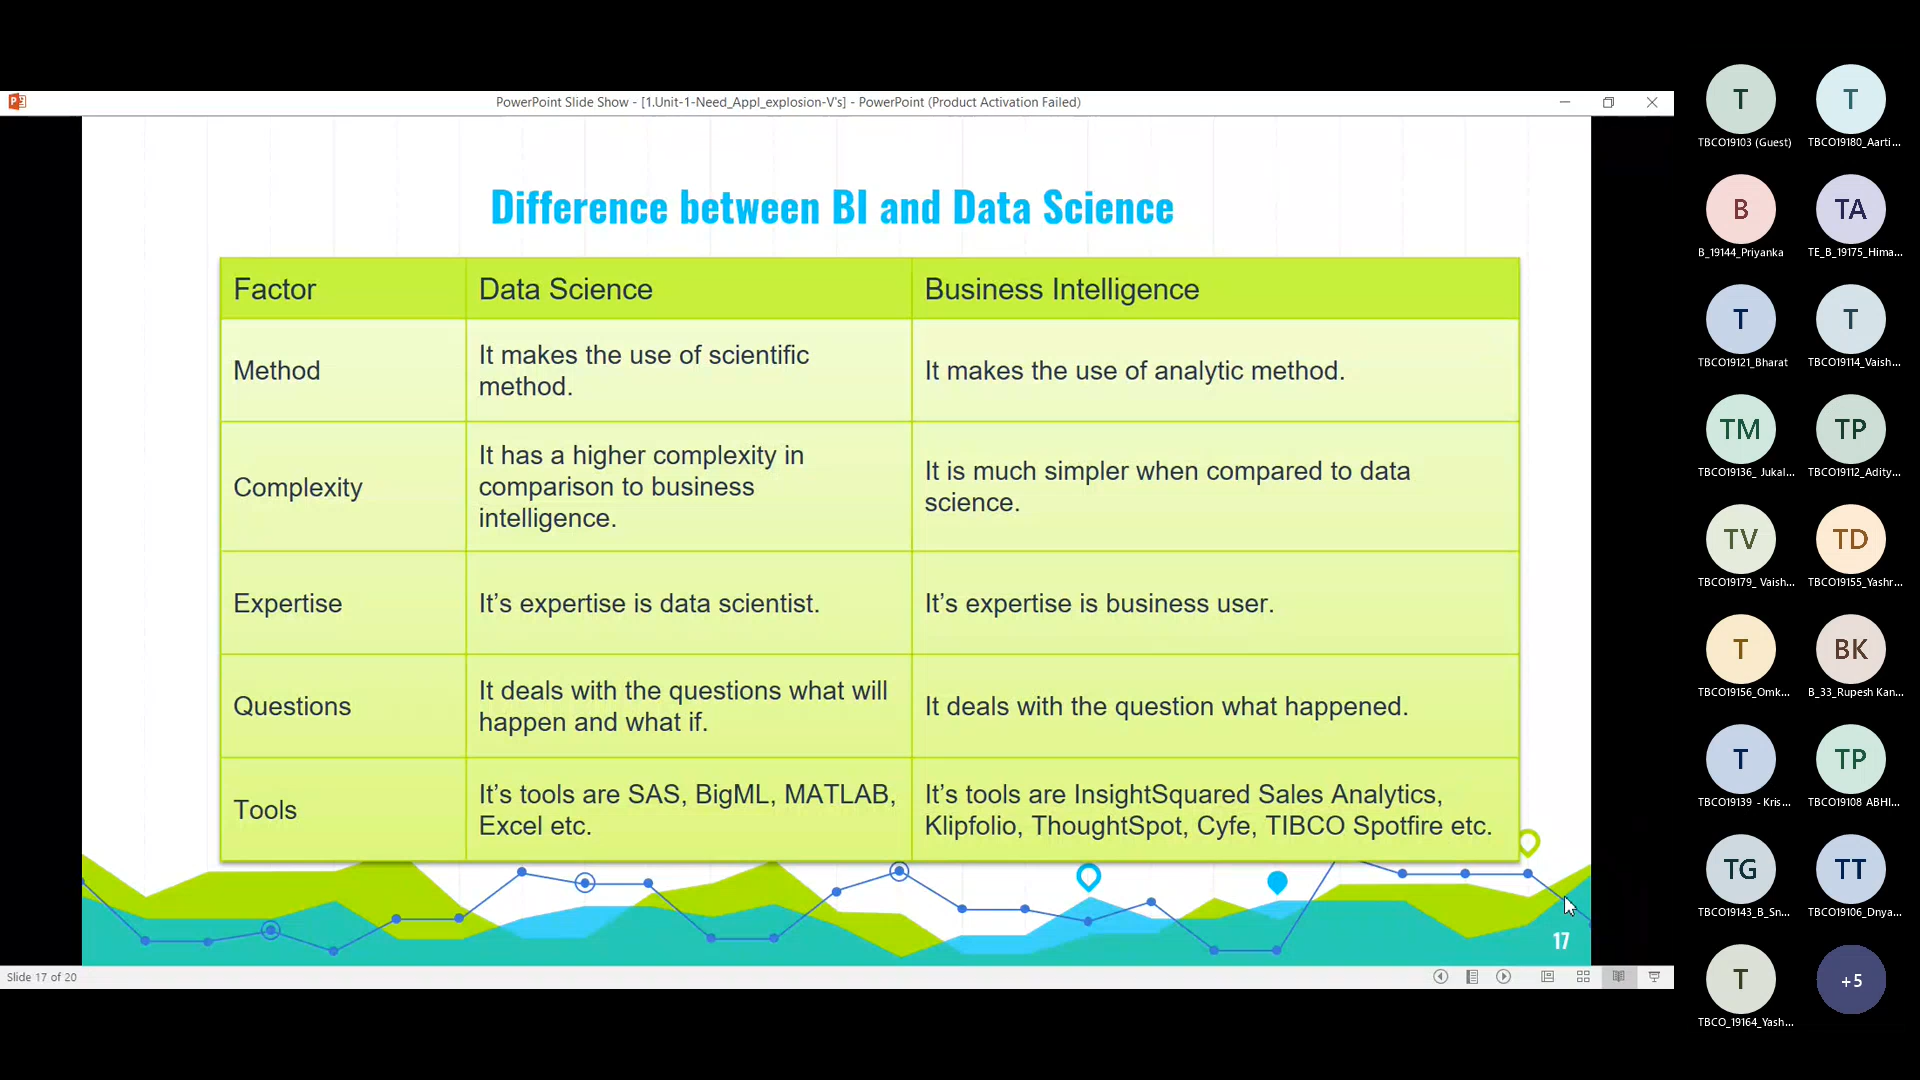 PowerPoint Slide Show - [1.Unit-1-Need_Appl_explosion-V's] - PowerPoint (Product Activation Failed)
Difference between BI and Data Science
Factor
Data Science
Business Intelligence
Method
It makes the use of scientific
method.
It makes the use of analytic method.
Complexity
It has a higher complexity in
comparison to business
intelligence.
It is much simpler when compared to data
science.
Expertise
It’s expertise is data scientist.
It’s expertise is business user.
Questions
It deals with the questions what will
happen and what if.
It deals with the question what happened.
Tools
It’s tools are SAS, BigML, MATLAB,
Excel etc.
It’s tools are InsightSquared Sales Analytics,
Klipfolio, ThoughtSpot, Cyfe, TIBCO Spotfire etc.
17
Slide 17 of 20
T
TBCO19103 (Guest)
T
TBCO19180_Aarti...
B
B_19144_Priyanka
TA
TE_B_19175_Hima...
T
TBCO19121_Bharat
T
TBCO19114_Vaish...
TM
TBCO19136_ Jukal...
TP
TBCO19112_Adity...
TV
TBCO19179_ Vaish...
TD
TBCO19155_Yashr...
T
TBCO19156_Omk...
BK
B_33_Rupesh Kan...
T
TBCO19139 - Kris...
TP
TBCO19108 ABHI...
TG
TBCO19143_B_Sn...
TT
TBCO19106_Dnya...
T
TBCO_19164_Yash...
+5